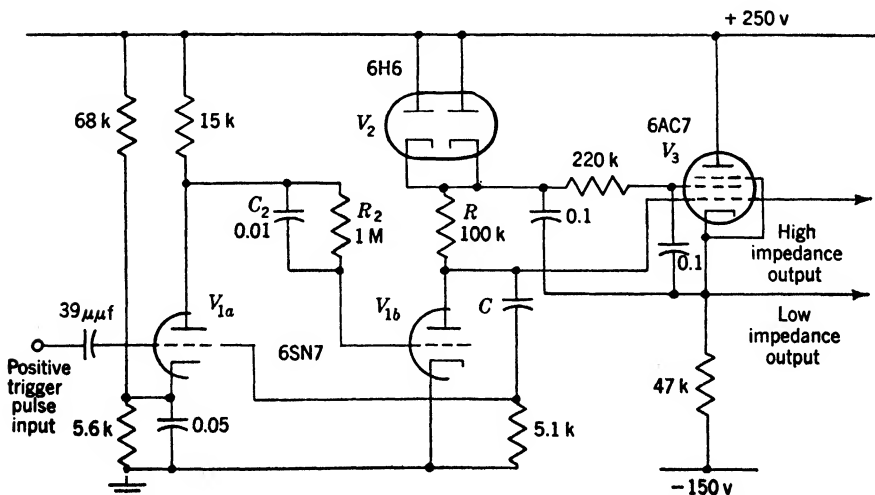 + 250 v
6H6
68 k
15 k
V2
6AC7
V3
220 k
C2
0.01
R2
1 M
R
100 k
0.1
0.1
High
impedance
output
39 μμf
V1a
V1b
C
6SN7
Low
impedance
output
Positive
trigger
pulse
input
5.6 k
0.05
5.1 k
47 k
−150 v